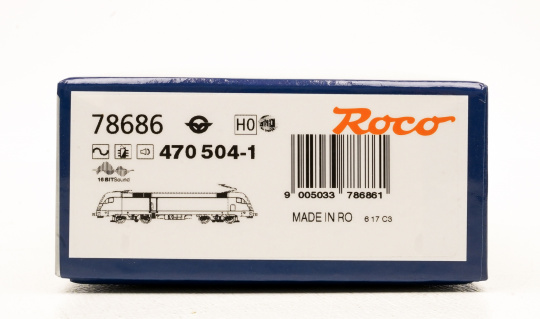 78686
H0
Roco
470 504-1
16 BIT Sound
9 005033 786861
MADE IN RO 6 17 C3